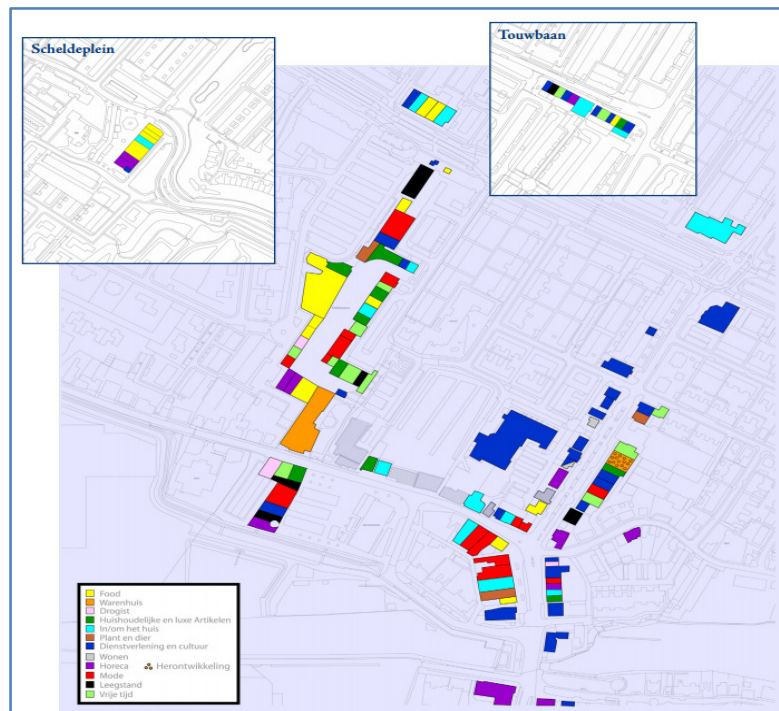 Scheldeplein
Touwbaan
Food
Warenhuis
Drogist
Huishoudelijke en luxe Artikelen
In/om het huis
Plant en dier
Dienstverlening en cultuur
Wonen
Horeca
Herontwikkeling
Mode
Leegstand
Vrije tijd